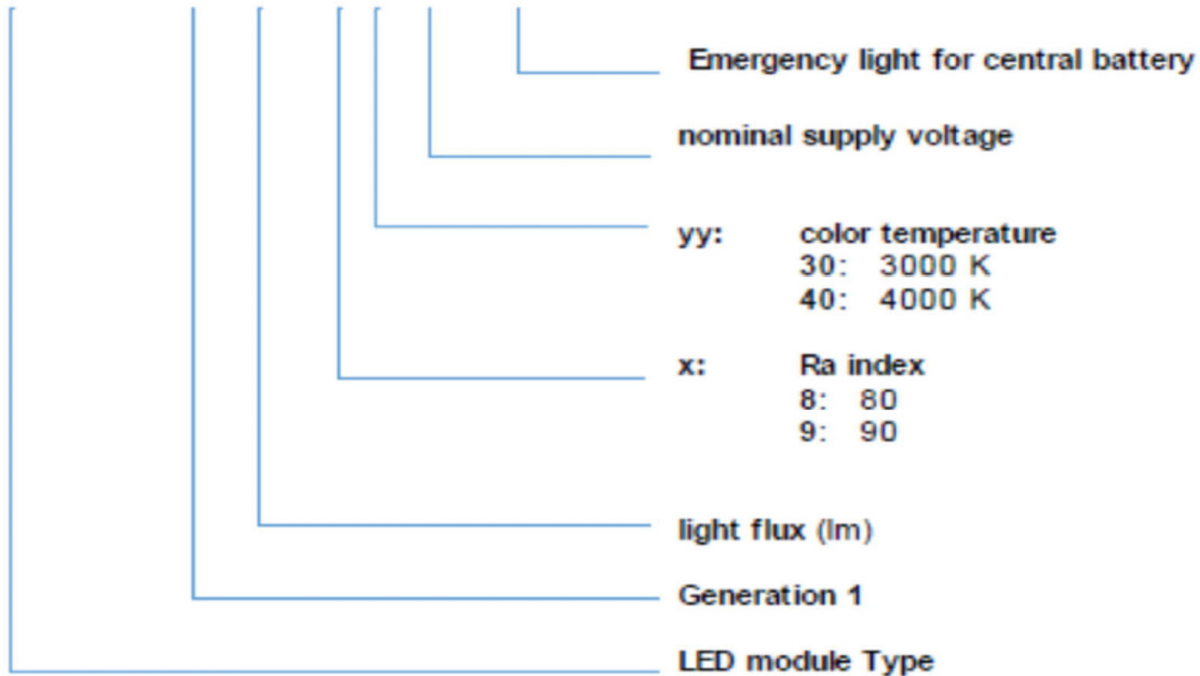 Emergency light for central battery
nominal supply voltage
yy: color temperature
30: 3000 K
40: 4000 K
x: Ra index
8: 80
9: 90
light flux (lm)
Generation 1
LED module Type